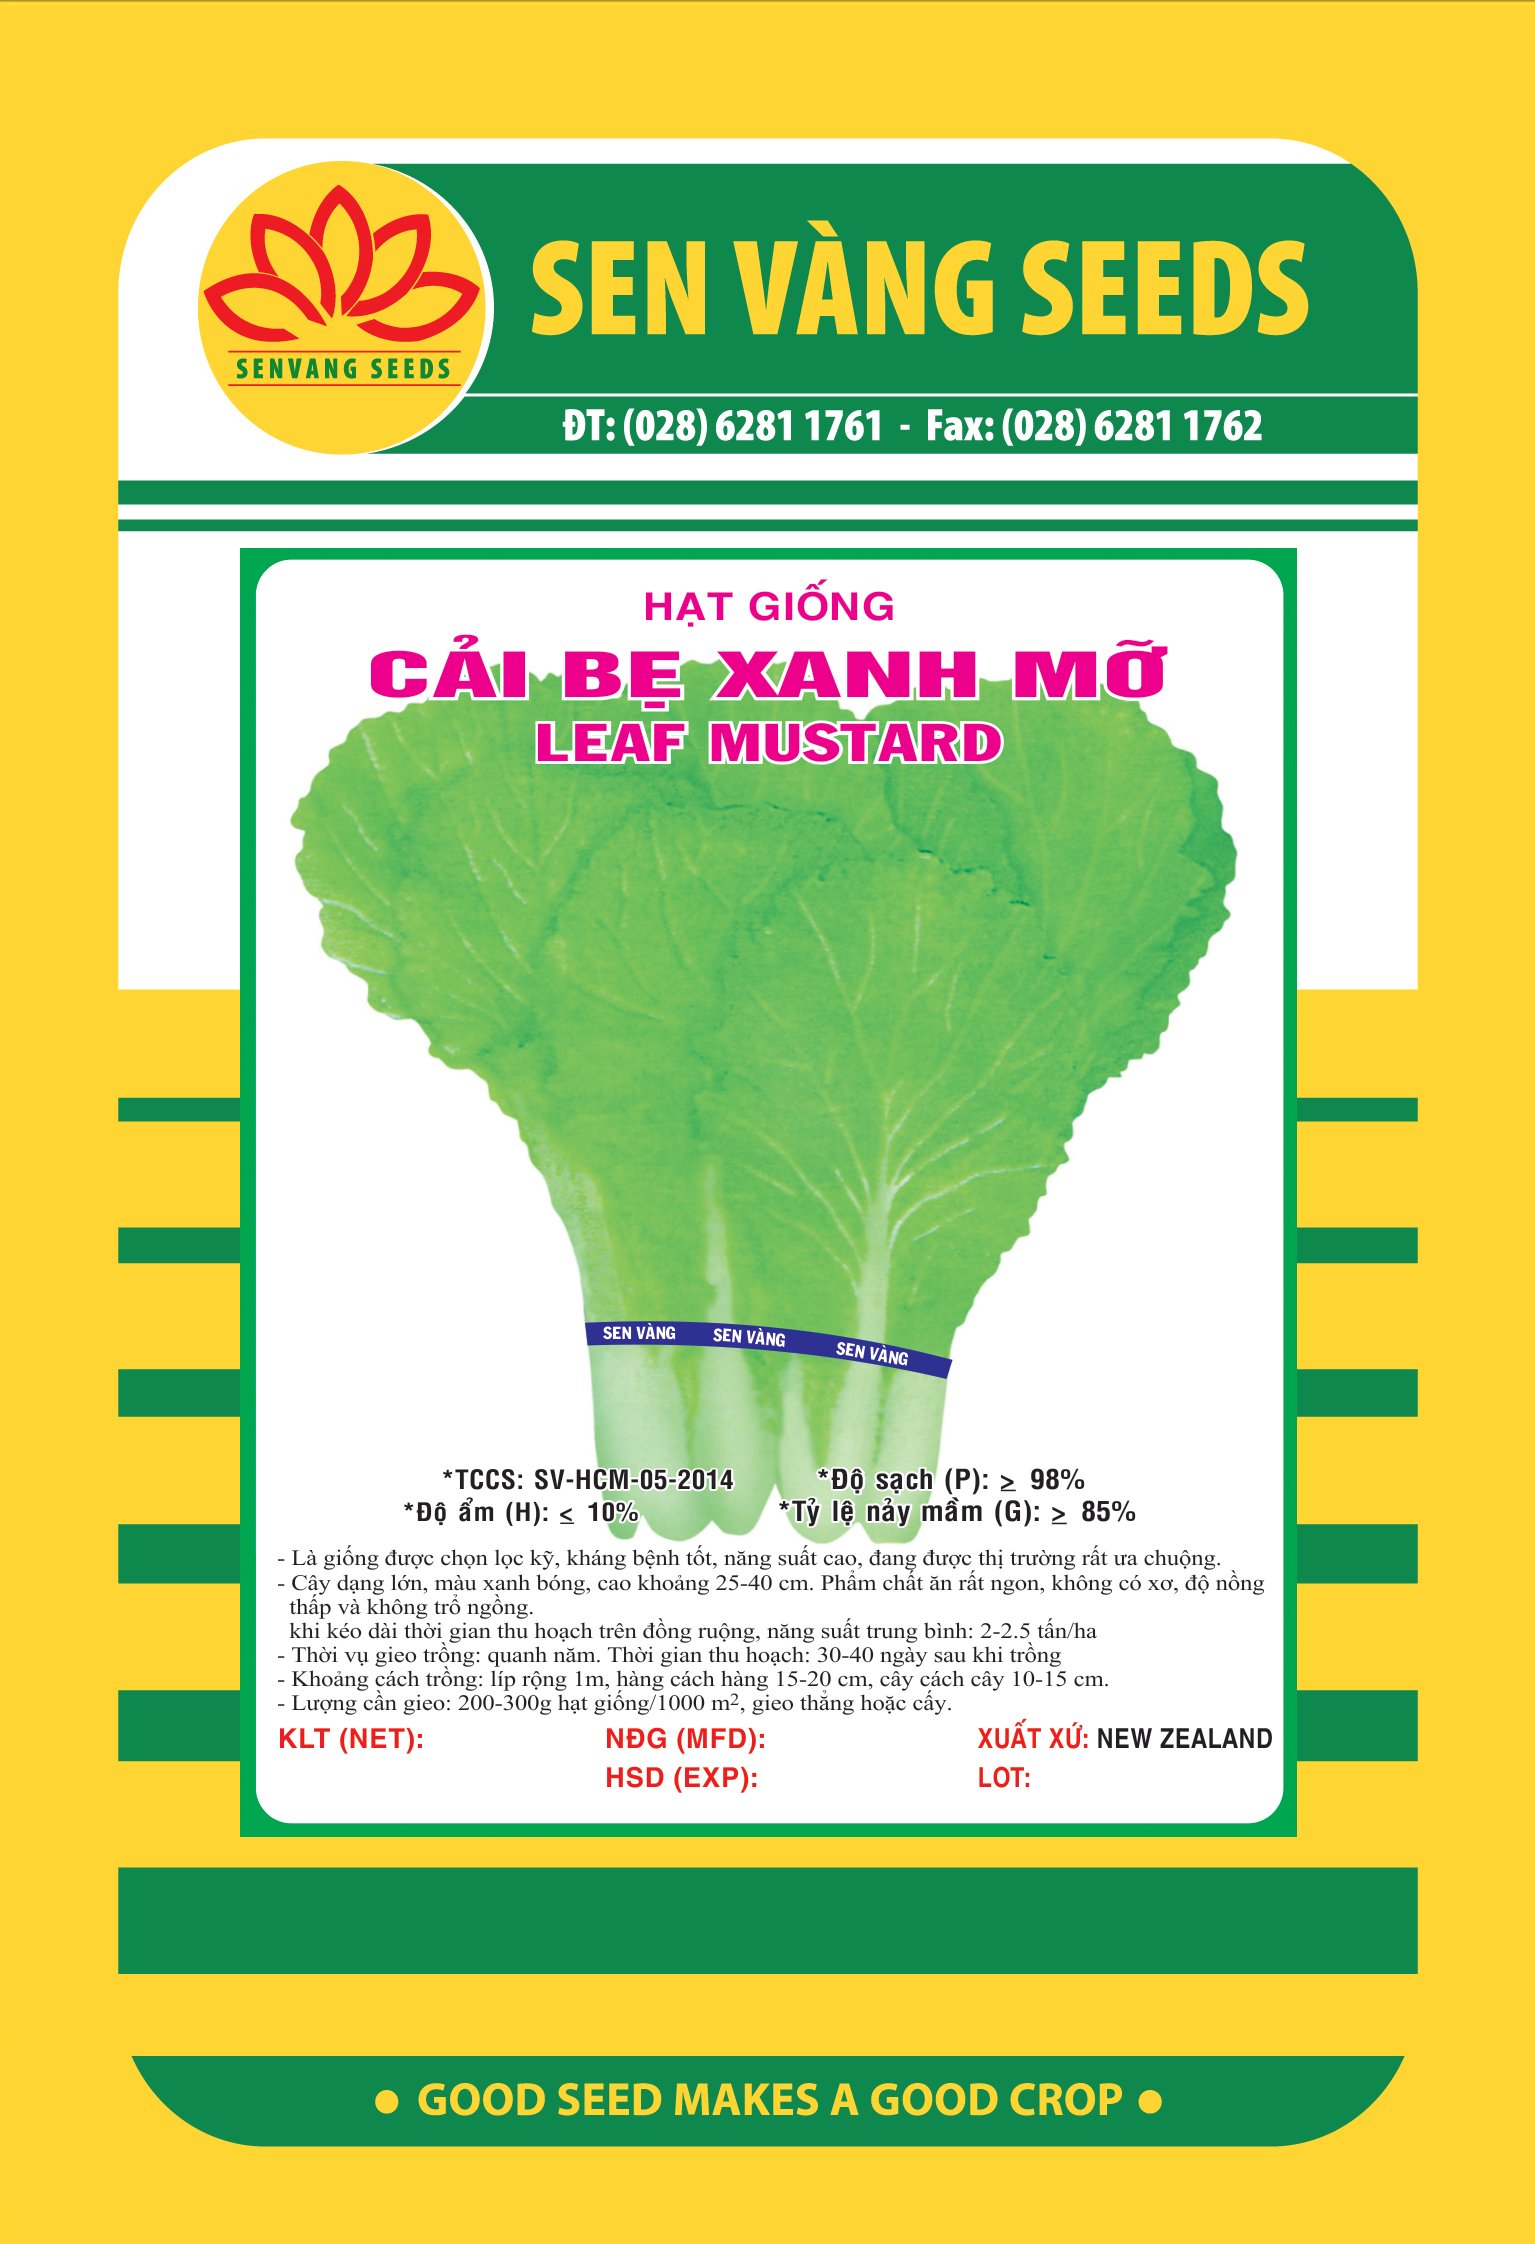 SENVANG SEEDS
SEN VÀNG SEEDS
ĐT: (028) 6281 1761 - Fax: (028) 6281 1762
HẠT GIỐNG
CẢI BẸ XANH MỠ
LEAF MUSTARD
SEN VÀNG SEN VÀNG SEN VÀNG
*TCCS: SV-HCM-05-2014 *Độ sạch (P): ≥ 98%
*Độ ẩm (H): ≤ 10% *Tỷ lệ nảy mầm (G): ≥ 85%
- Là giống được chọn lọc kỹ, kháng bệnh tốt, năng suất cao, đang được thị trường rất ưa chuộng.
- Cây dạng lớn, màu xanh bóng, cao khoảng 25-40 cm. Phẩm chất ăn rất ngon, không có xơ, độ nồng
thấp và không trổ ngồng.
khi kéo dài thời gian thu hoạch trên đồng ruộng, năng suất trung bình: 2-2.5 tấn/ha
- Thời vụ gieo trồng: quanh năm. Thời gian thu hoạch: 30-40 ngày sau khi trồng
- Khoảng cách trồng: líp rộng 1m, hàng cách hàng 15-20 cm, cây cách cây 10-15 cm.
- Lượng cần gieo: 200-300g hạt giống/1000 m², gieo thẳng hoặc cấy.
KLT (NET): NĐG (MFD): XUẤT XỨ: NEW ZEALAND
HSD (EXP): LOT:
● GOOD SEED MAKES A GOOD CROP ●